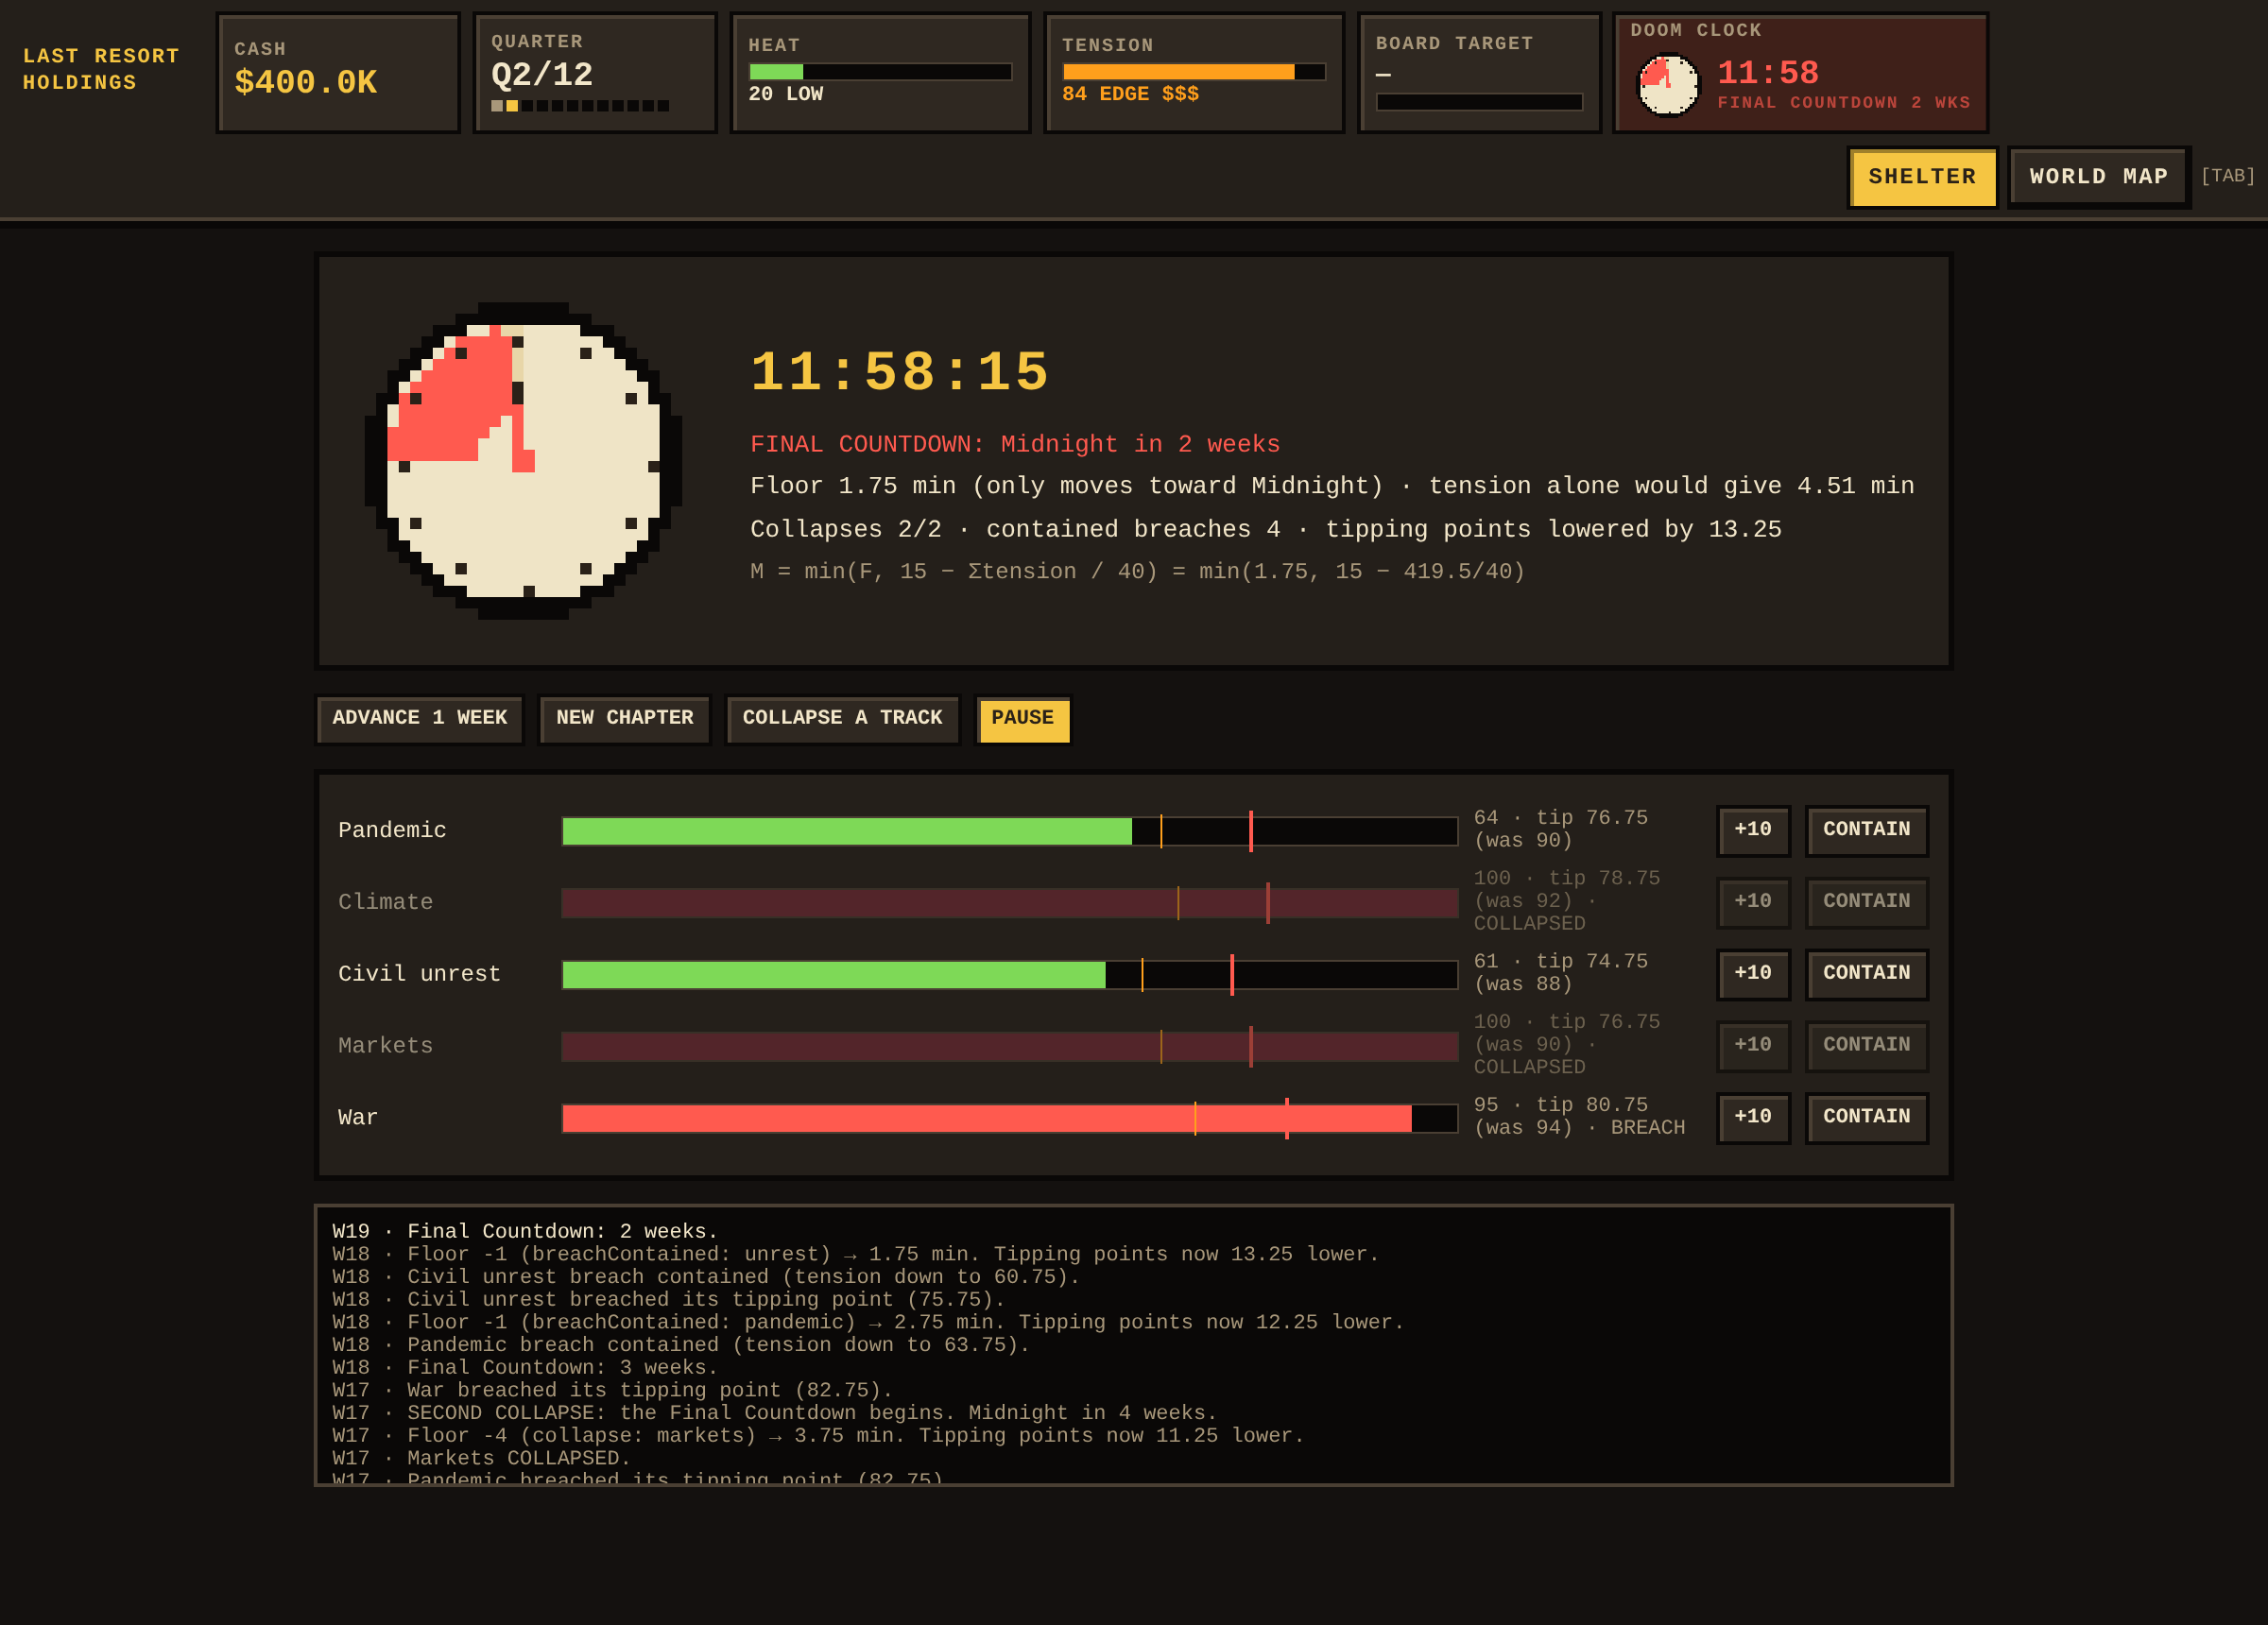 LAST RESORT
HOLDINGS
CASH
$400.0K
QUARTER
Q2/12
HEAT
20 LOW
TENSION
84 EDGE $$$
BOARD TARGET
—
DOOM CLOCK
11:58
FINAL COUNTDOWN 2 WKS
SHELTER
WORLD MAP
[TAB]
11:58:15
FINAL COUNTDOWN: Midnight in 2 weeks
Floor 1.75 min (only moves toward Midnight) · tension alone would give 4.51 min
Collapses 2/2 · contained breaches 4 · tipping points lowered by 13.25
M = min(F, 15 − Σtension / 40) = min(1.75, 15 − 419.5/40)
ADVANCE 1 WEEK
NEW CHAPTER
COLLAPSE A TRACK
PAUSE
Pandemic
64 · tip 76.75
(was 90)
+10
CONTAIN
Climate
100 · tip 78.75
(was 92) ·
COLLAPSED
+10
CONTAIN
Civil unrest
61 · tip 74.75
(was 88)
+10
CONTAIN
Markets
100 · tip 76.75
(was 90) ·
COLLAPSED
+10
CONTAIN
War
95 · tip 80.75
(was 94) · BREACH
+10
CONTAIN
W19 · Final Countdown: 2 weeks.
W18 · Floor -1 (breachContained: unrest) → 1.75 min. Tipping points now 13.25 lower.
W18 · Civil unrest breach contained (tension down to 60.75).
W18 · Civil unrest breached its tipping point (75.75).
W18 · Floor -1 (breachContained: pandemic) → 2.75 min. Tipping points now 12.25 lower.
W18 · Pandemic breach contained (tension down to 63.75).
W18 · Final Countdown: 3 weeks.
W17 · War breached its tipping point (82.75).
W17 · SECOND COLLAPSE: the Final Countdown begins. Midnight in 4 weeks.
W17 · Floor -4 (collapse: markets) → 3.75 min. Tipping points now 11.25 lower.
W17 · Markets COLLAPSED.
W17 · Pandemic breached its tipping point (82.75)